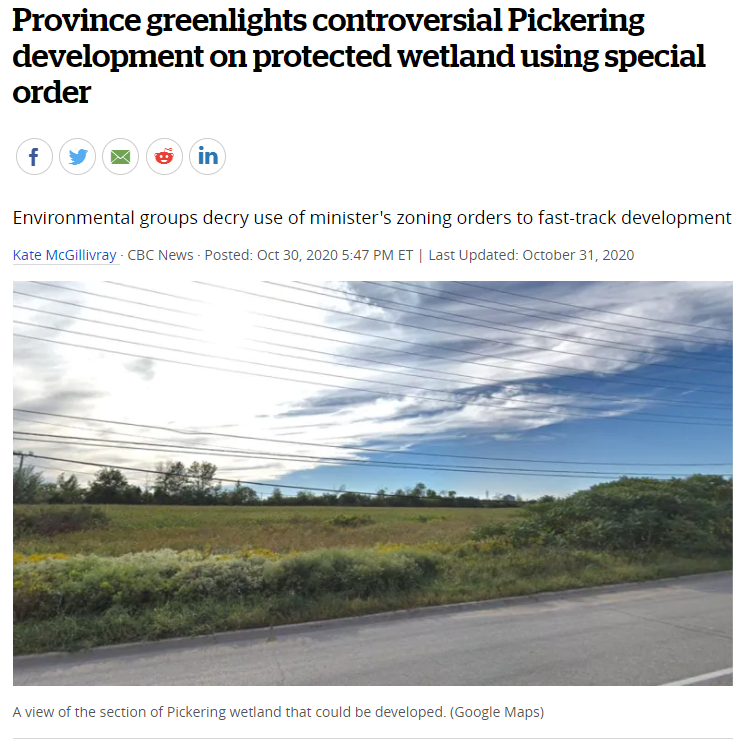 Province greenlights controversial Pickering
development on protected wetland using special
order
Environmental groups decry use of minister's zoning orders to fast-track development
Kate McGillivray · CBC News · Posted: Oct 30, 2020 5:47 PM ET | Last Updated: October 31, 2020
A view of the section of Pickering wetland that could be developed. (Google Maps)